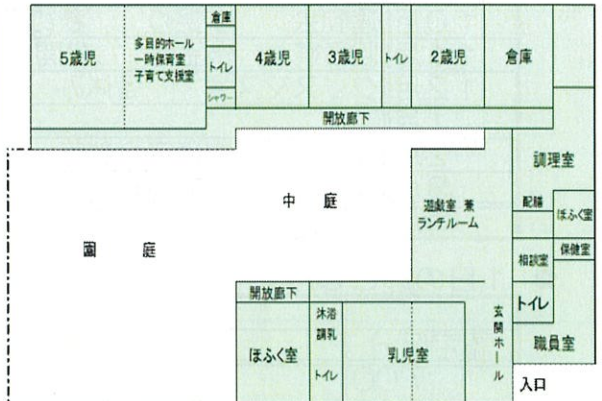 5歳児
多目的ホール
一時保育室
子育て支援室
倉庫
トイレ
シャワー
4歳児
3歳児
トイレ
2歳児
倉庫
開放廊下
調理室
配膳
ほふく室
保健室
相談室
トイレ
職員室
遊戯室 兼
ランチルーム
中庭
園庭
開放廊下
ほふく室
沐浴
調乳
トイレ
乳児室
玄関ホール
入口